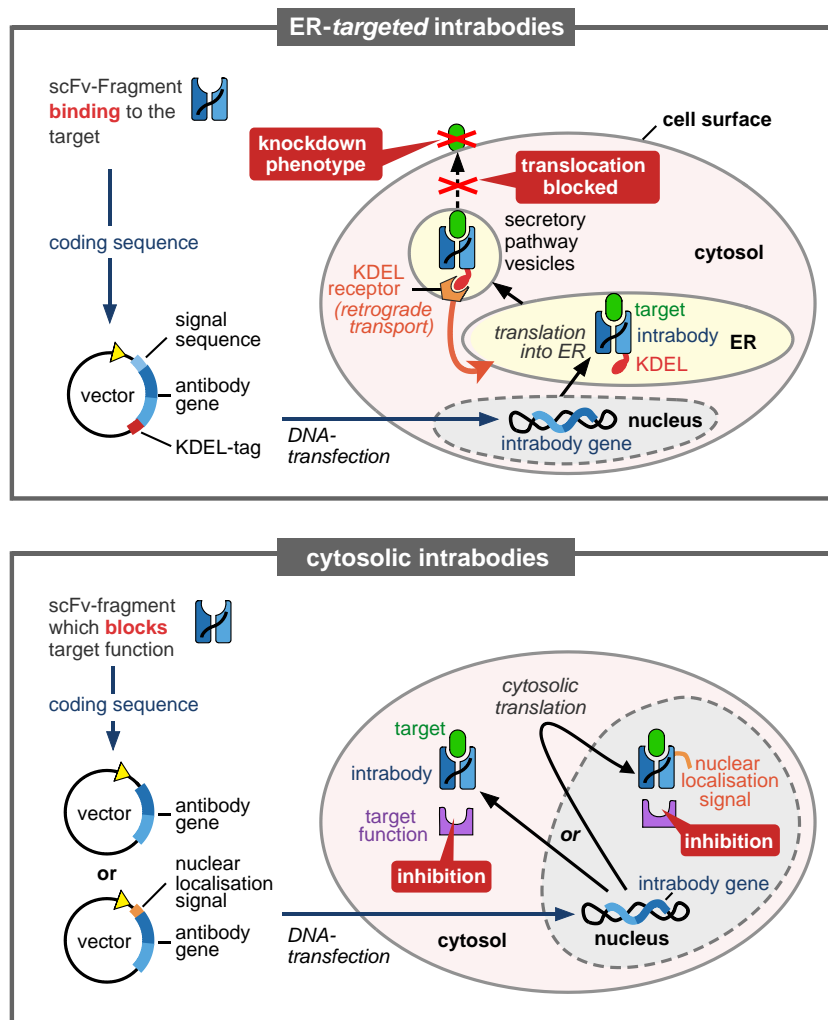 ER-targeted intrabodies
scFv-Fragment
binding to the
target
coding sequence
signal
sequence
vector
antibody
gene
KDEL-tag
DNA-
transfection
knockdown
phenotype
translocation
blocked
cell surface
secretory
pathway
vesicles
cytosol
KDEL
receptor
(retrograde
transport)
translation
into ER
target
intrabody
KDEL
ER
nucleus
intrabody gene
cytosolic intrabodies
scFv-fragment
which blocks
target function
coding sequence
vector
antibody
gene
or
nuclear
localisation
signal
vector
antibody
gene
DNA-
transfection
cytosolic
translation
target
intrabody
target
function
inhibition
or
nuclear
localisation
signal
inhibition
intrabody gene
nucleus
cytosol